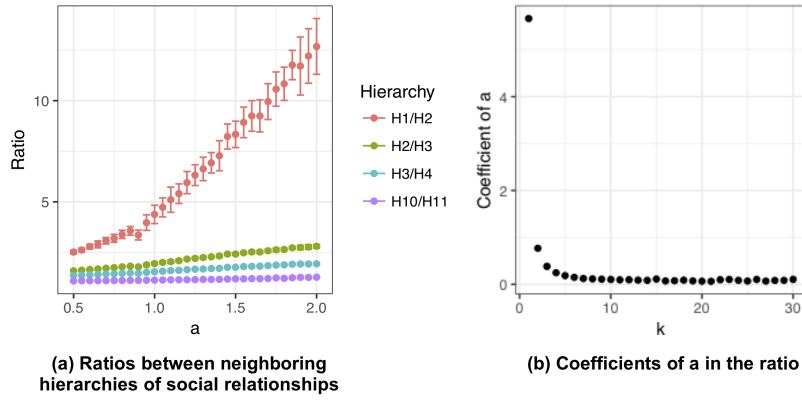 Ratio
10
5
0.5
1.0
1.5
2.0
a
Hierarchy
H1/H2
H2/H3
H3/H4
H10/H11
(a) Ratios between neighboring
hierarchies of social relationships
Coefficient of a
4
2
0
0
10
20
30
k
(b) Coefficients of a in the ratio